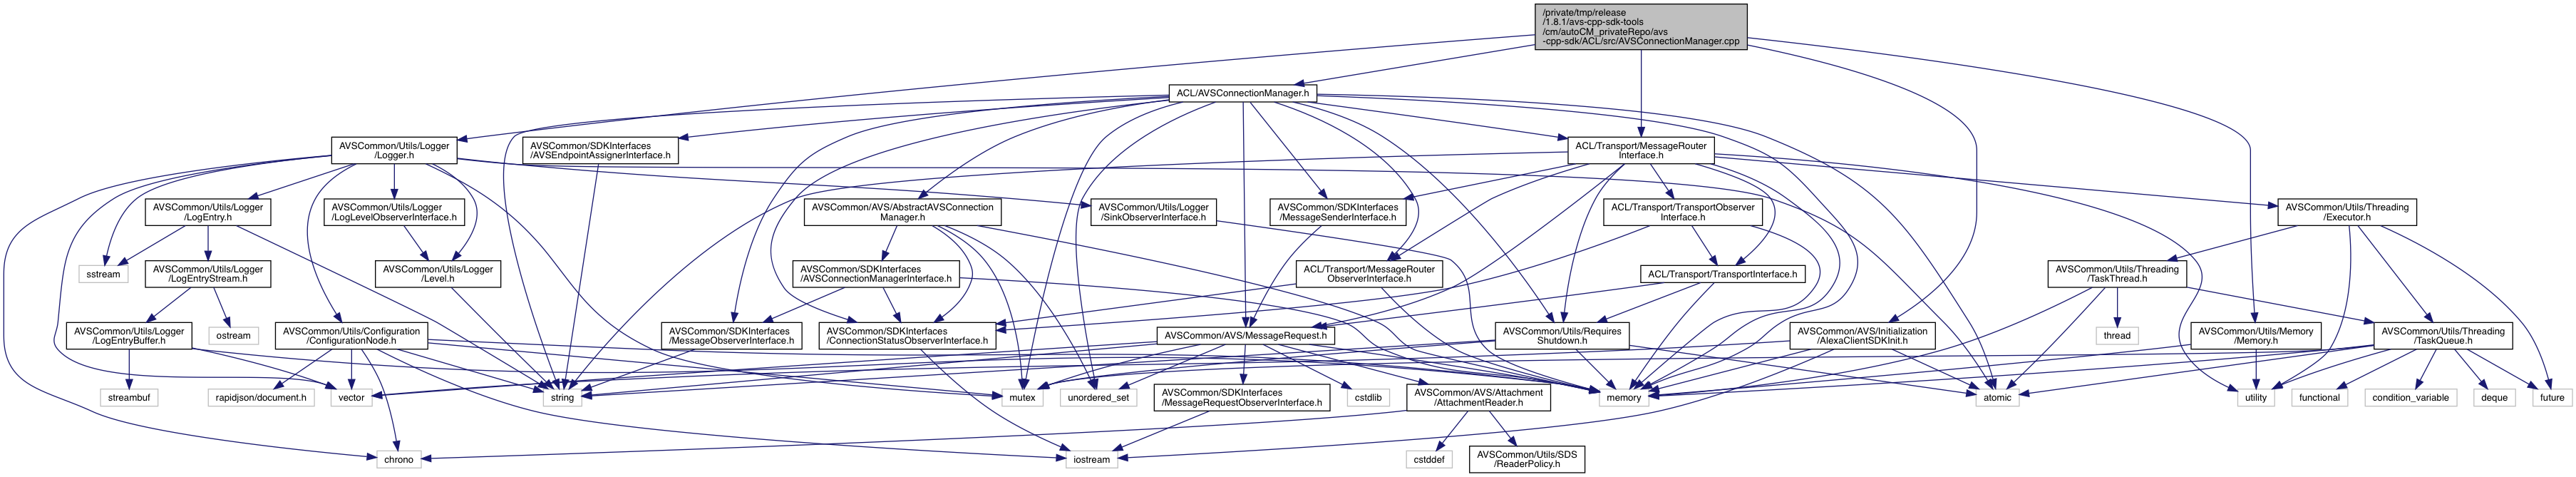 /private/tmp/release
/1.8.1/avs-cpp-sdk-tools
/cm/autoCM_privateRepo/avs
-cpp-sdk/ACL/src/AVSConnectionManager.cpp
ACL/AVSConnectionManager.h
AVSCommon/Utils/Logger
/Logger.h
AVSCommon/SDKInterfaces
/AVSEndpointAssignerInterface.h
ACL/Transport/MessageRouter
Interface.h
AVSCommon/Utils/Logger
/LogEntry.h
AVSCommon/Utils/Logger
/LogLevelObserverInterface.h
AVSCommon/AVS/AbstractAVSConnection
Manager.h
AVSCommon/Utils/Logger
/SinkObserverInterface.h
AVSCommon/SDKInterfaces
/MessageSenderInterface.h
ACL/Transport/TransportObserver
Interface.h
AVSCommon/Utils/Threading
/Executor.h
sstream
AVSCommon/Utils/Logger
/LogEntryStream.h
AVSCommon/Utils/Logger
/Level.h
AVSCommon/SDKInterfaces
/AVSConnectionManagerInterface.h
ACL/Transport/MessageRouter
ObserverInterface.h
ACL/Transport/TransportInterface.h
AVSCommon/Utils/Threading
/TaskThread.h
AVSCommon/Utils/Logger
/LogEntryBuffer.h
ostream
AVSCommon/Utils/Configuration
/ConfigurationNode.h
AVSCommon/SDKInterfaces
/MessageObserverInterface.h
AVSCommon/SDKInterfaces
/ConnectionStatusObserverInterface.h
AVSCommon/AVS/MessageRequest.h
AVSCommon/Utils/Requires
Shutdown.h
AVSCommon/AVS/Initialization
/AlexaClientSDKInit.h
thread
AVSCommon/Utils/Memory
/Memory.h
AVSCommon/Utils/Threading
/TaskQueue.h
streambuf
rapidjson/document.h
vector
string
mutex
unordered_set
AVSCommon/SDKInterfaces
/MessageRequestObserverInterface.h
cstdlib
AVSCommon/AVS/Attachment
/AttachmentReader.h
memory
atomic
utility
functional
condition_variable
deque
future
chrono
iostream
cstddef
AVSCommon/Utils/SDS
/ReaderPolicy.h